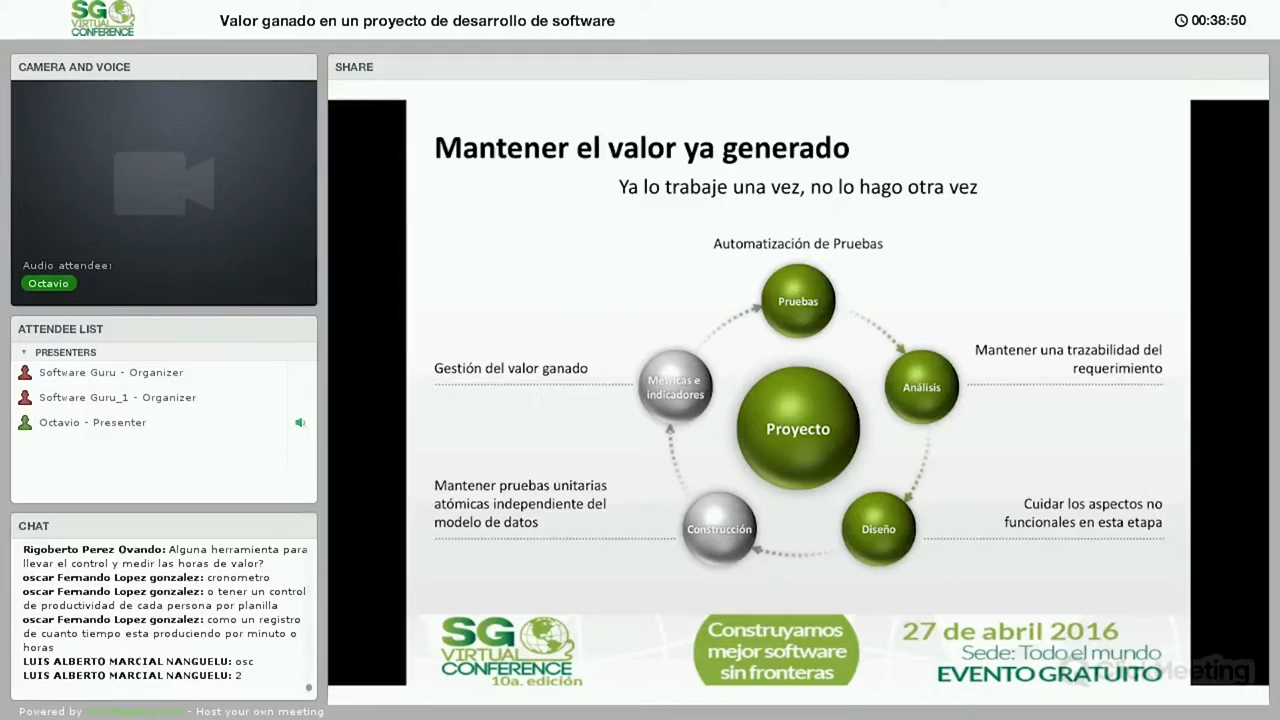 SG
VIRTUAL
CONFERENCE
Valor ganado en un proyecto de desarrollo de software
00:38:50
CAMERA AND VOICE
Audio attendee:
Octavio
ATTENDEE LIST
PRESENTERS
Software Guru - Organizer
Software Guru_1 - Organizer
Octavio - Presenter
CHAT
Rigoberto Perez Ovando: Alguna herramienta para
llevar el control y medir las horas de valor?
oscar Fernando Lopez gonzalez: cronometro
oscar Fernando Lopez gonzalez: o tener un control
de productividad de cada persona por planilla
oscar Fernando Lopez gonzalez: como un registro
de cuanto tiempo esta produciendo por minuto o
horas
LUIS ALBERTO MARCIAL NANGUELU: osc
LUIS ALBERTO MARCIAL NANGUELU: 2
SHARE
Mantener el valor ya generado
Ya lo trabaje una vez, no lo hago otra vez
Automatización de Pruebas
Pruebas
Mantener una trazabilidad del
requerimiento
Análisis
Gestión del valor ganado
Métricas e
indicadores
Proyecto
Mantener pruebas unitarias
atómicas independiente del
modelo de datos
Construcción
Diseño
Cuidar los aspectos no
funcionales en esta etapa
SG
VIRTUAL
CONFERENCE
10a. edición
Construyamos
mejor software
sin fronteras
27 de abril 2016
Sede: Todo el mundo
EVENTO GRATUITO
Powered by
- Host your own meeting